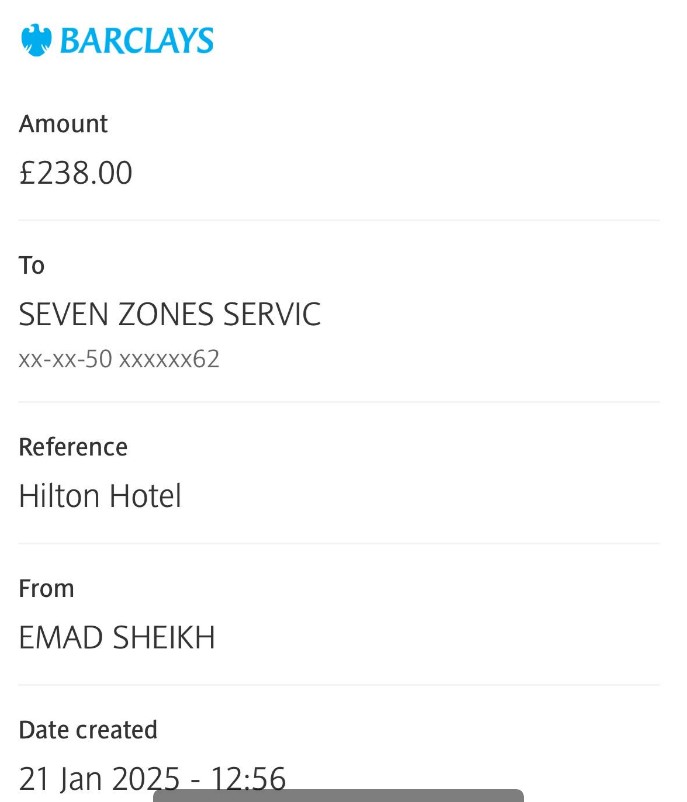 BARCLAYS
Amount
£238.00
To
SEVEN ZONES SERVIC
xx-xx-50 xxxxxx62
Reference
Hilton Hotel
From
EMAD SHEIKH
Date created
21 Jan 2025 - 12:56